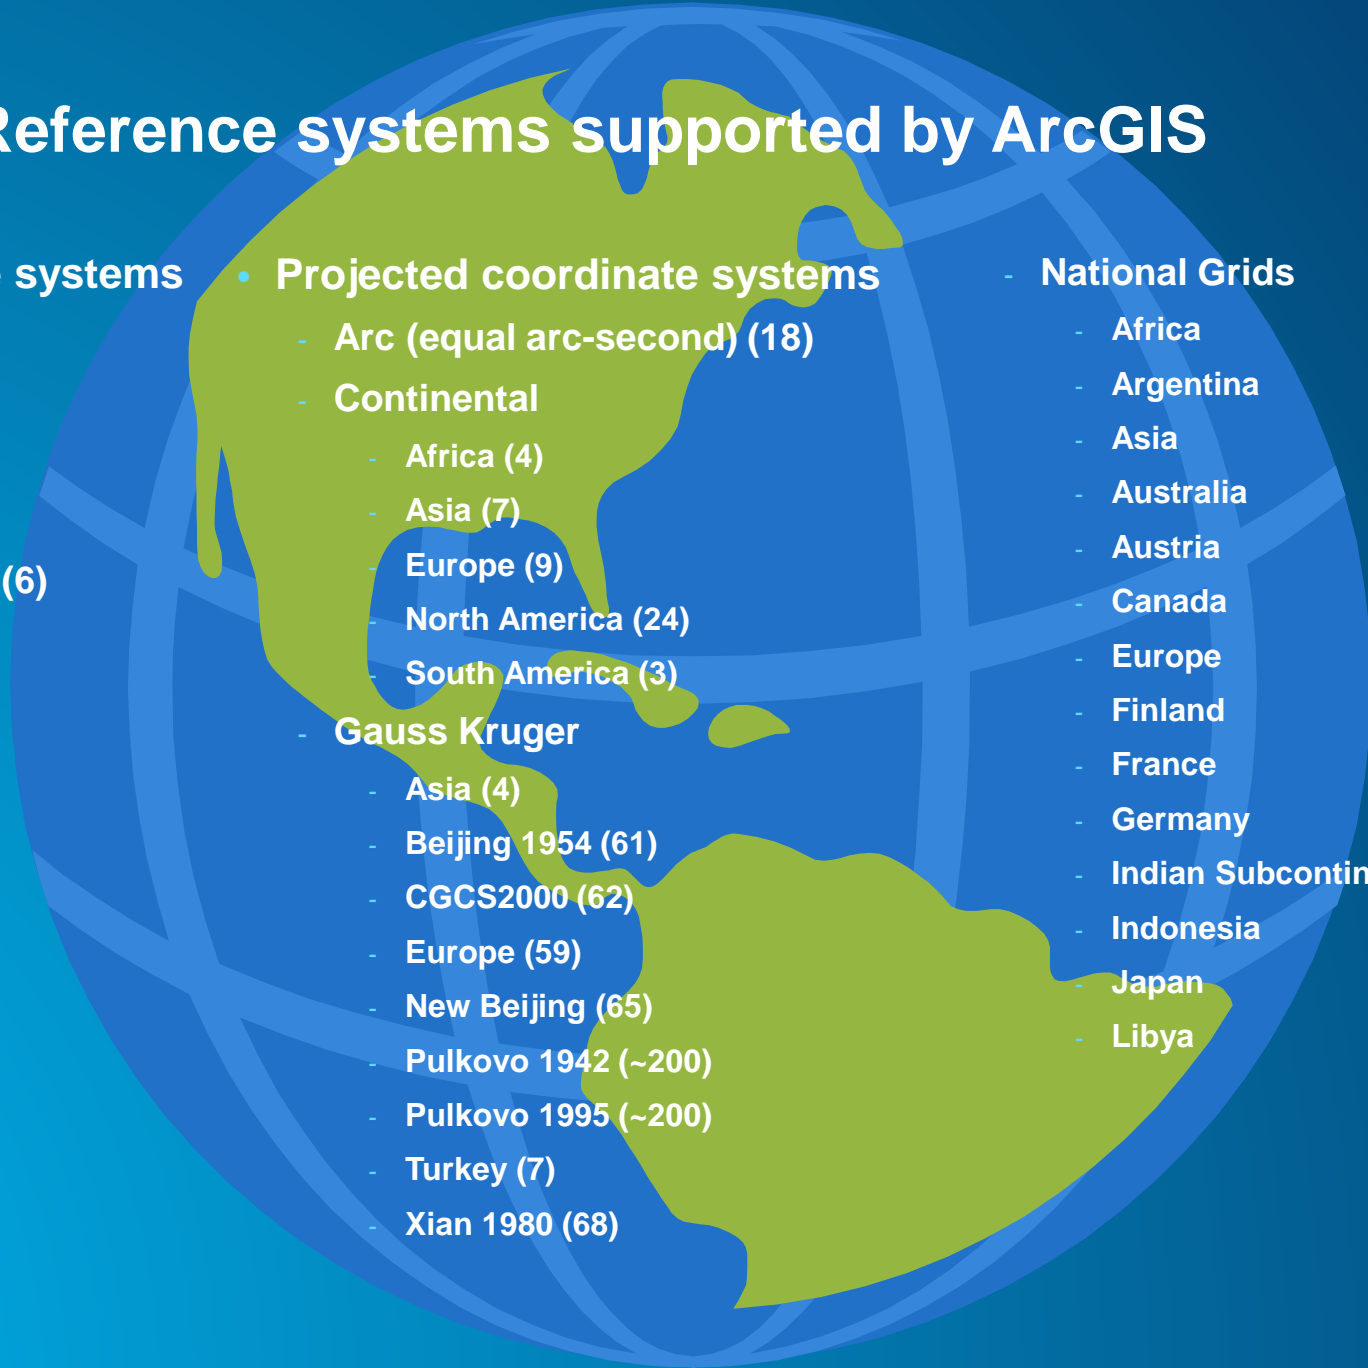 Reference systems supported by ArcGIS
systems
(6)
• Projected coordinate systems
- Arc (equal arc-second) (18)
- Continental
- Africa (4)
- Asia (7)
- Europe (9)
- North America (24)
- South America (3)
- Gauss Kruger
- Asia (4)
- Beijing 1954 (61)
- CGCS2000 (62)
- Europe (59)
- New Beijing (65)
- Pulkovo 1942 (~200)
- Pulkovo 1995 (~200)
- Turkey (7)
- Xian 1980 (68)
- National Grids
- Africa
- Argentina
- Asia
- Australia
- Austria
- Canada
- Europe
- Finland
- France
- Germany
- Indian Subcontin
- Indonesia
- Japan
- Libya